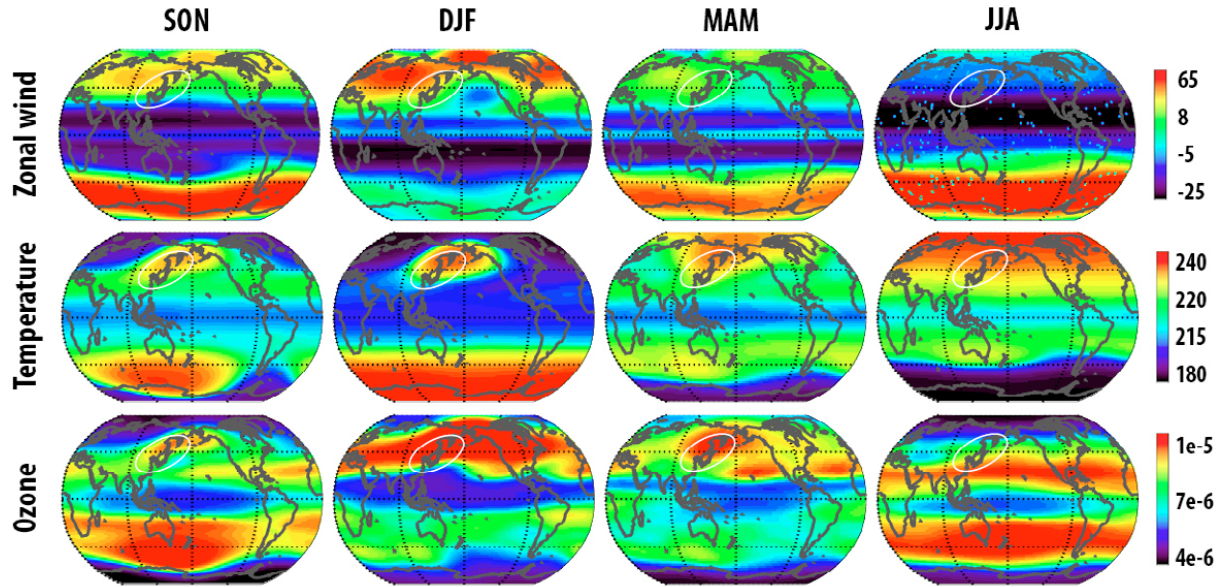 SON DJF MAM JJA
Zonal wind
65
8
-5
-25
Temperature
240
220
215
180
Ozone
1e-5
7e-6
4e-6